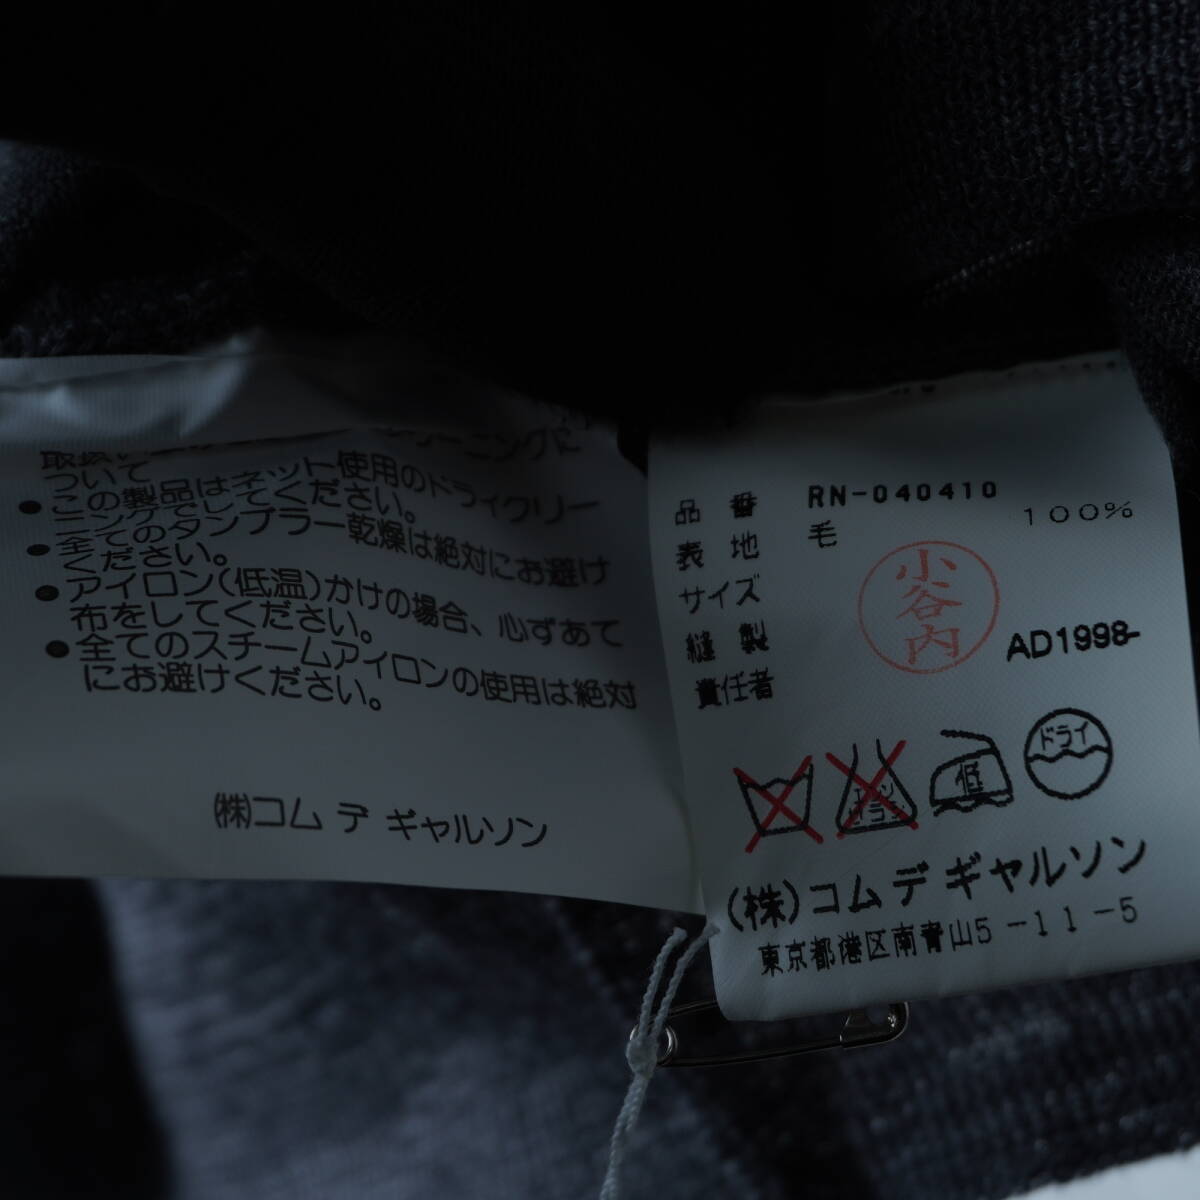 ついて
●この製品はネット使用のドライクリー
ニングでしてください。
●全てのタンブラー乾燥は絶対にお避け
ください。
●アイロン(低温)かけの場合、必ずあて
布をしてください。
●全てのスチームアイロンの使用は絶対
にお避けください。
(株)コム デ ギャルソン
品 番 RN-040410
表 地 毛 100%
サイズ
縫 製
責任者
小谷内
AD1998-
低
ドライ
(株)コム デ ギャルソン
東京都港区南青山5-11-5